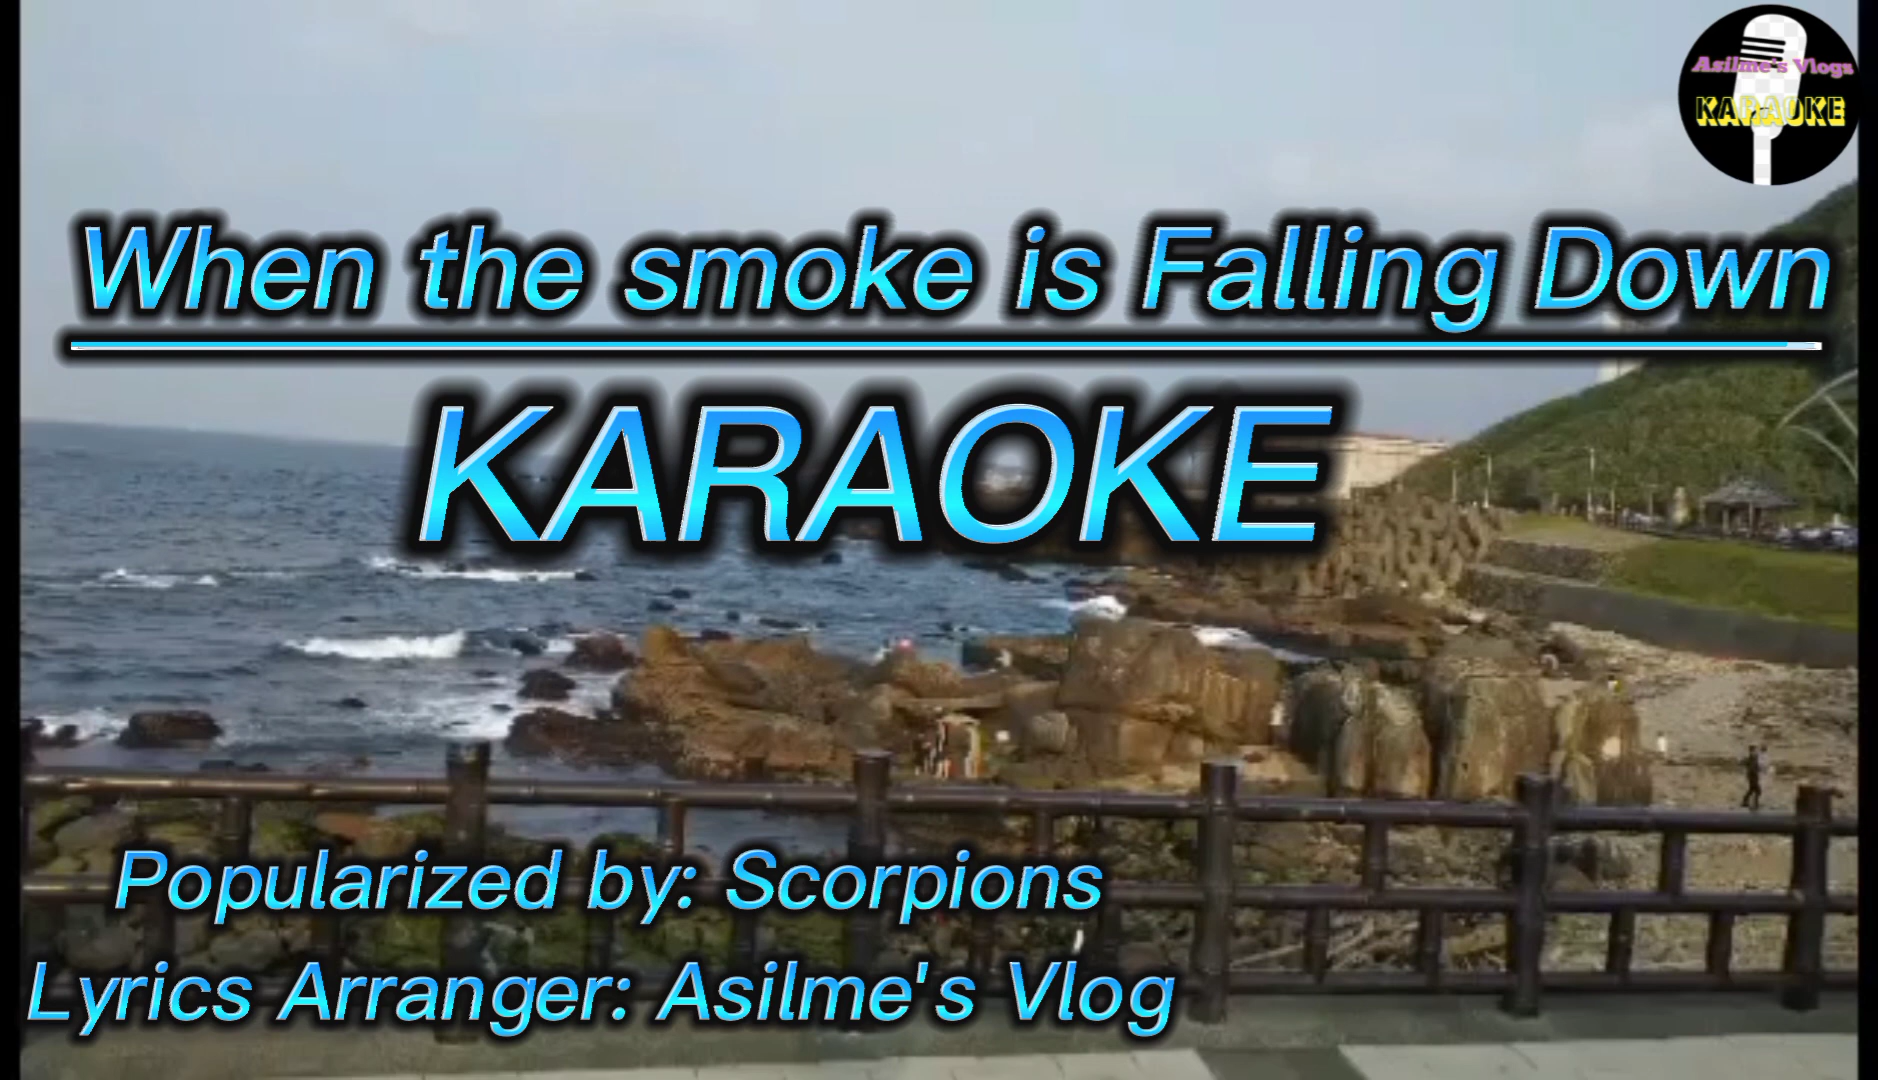 Asilme's Vlogs
KARAOKE
When the smoke is Falling Down
KARAOKE
Popularized by: Scorpions
Lyrics Arranger: Asilme's Vlog